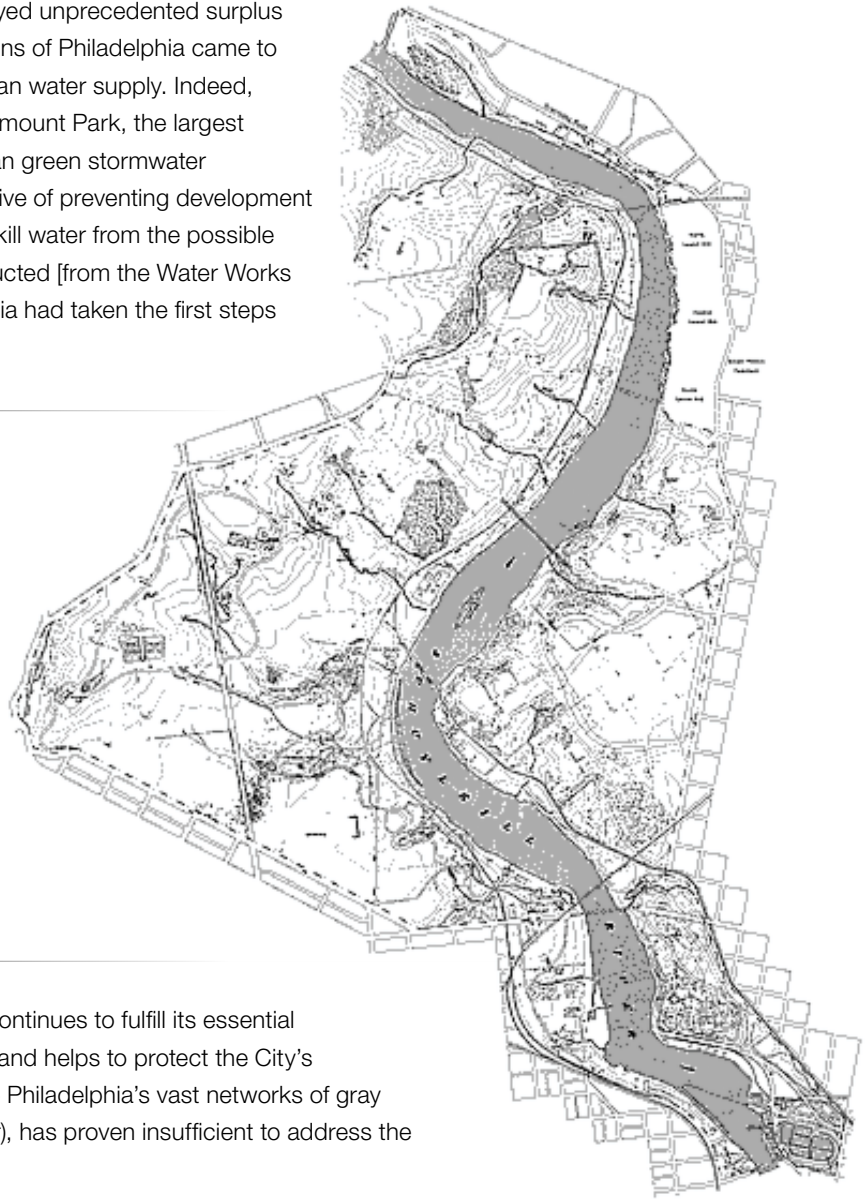 yed unprecedented surplus
ns of Philadelphia came to
an water supply. Indeed,
mount Park, the largest
an green stormwater
ive of preventing development
kill water from the possible
ucted [from the Water Works
ia had taken the first steps
ontinues to fulfill its essential
and helps to protect the City’s
Philadelphia’s vast networks of gray
), has proven insufficient to address the